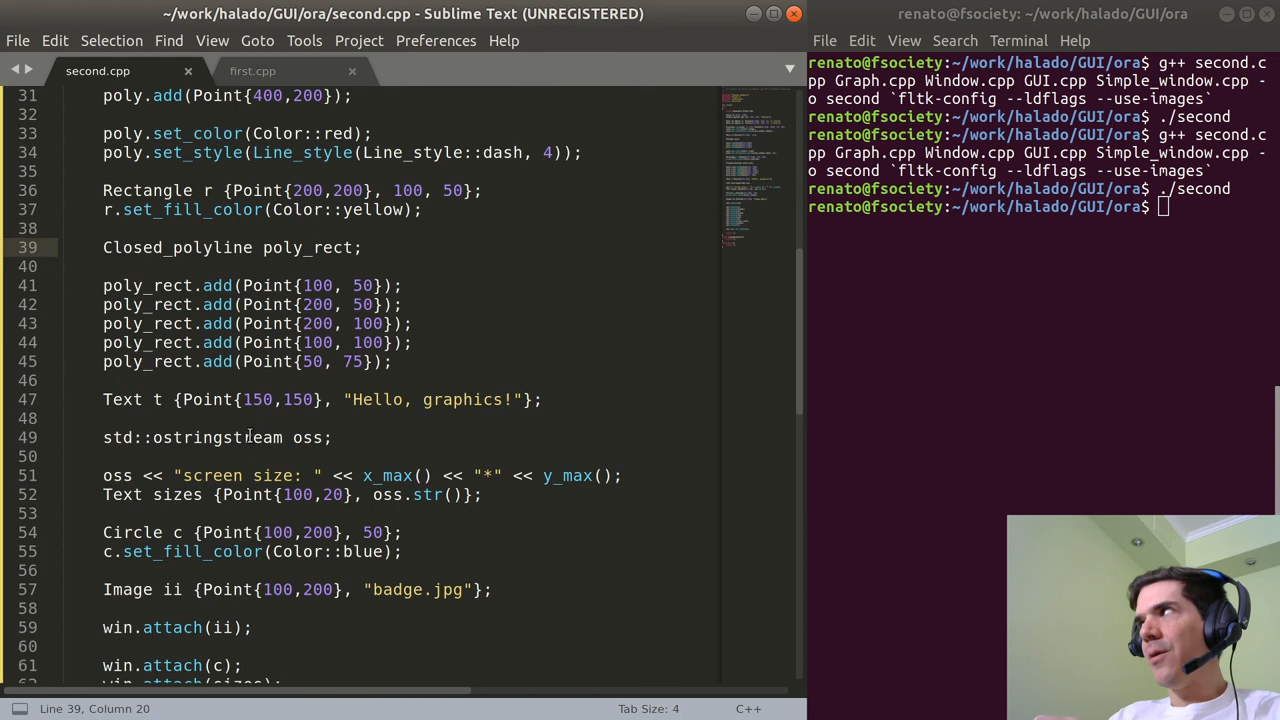 ~/work/halado/GUI/ora/second.cpp - Sublime Text (UNREGISTERED)
File Edit Selection Find View Goto Tools Project Preferences Help
second.cpp
first.cpp
31 poly.add(Point{400,200});
32
33 poly.set_color(Color::red);
34 poly.set_style(Line_style(Line_style::dash, 4));
35
36 Rectangle r {Point{200,200}, 100, 50};
37 r.set_fill_color(Color::yellow);
38
39 Closed_polyline poly_rect;
40
41 poly_rect.add(Point{100, 50});
42 poly_rect.add(Point{200, 50});
43 poly_rect.add(Point{200, 100});
44 poly_rect.add(Point{100, 100});
45 poly_rect.add(Point{50, 75});
46
47 Text t {Point{150,150}, "Hello, graphics!"};
48
49 std::ostringstream oss;
50
51 oss << "screen size: " << x_max() << "*" << y_max();
52 Text sizes {Point{100,20}, oss.str()};
53
54 Circle c {Point{100,200}, 50};
55 c.set_fill_color(Color::blue);
56
57 Image ii {Point{100,200}, "badge.jpg"};
58
59 win.attach(ii);
60
61 win.attach(c);
62 win.attach(sizes);
Line 39, Column 20
Tab Size: 4
C++
renato@fsociety: ~/work/halado/GUI/ora
File Edit View Search Terminal Help
renato@fsociety:~/work/halado/GUI/ora$ g++ second.c
pp Graph.cpp Window.cpp GUI.cpp Simple_window.cpp -
o second `fltk-config --ldflags --use-images`
renato@fsociety:~/work/halado/GUI/ora$ ./second
renato@fsociety:~/work/halado/GUI/ora$ g++ second.c
pp Graph.cpp Window.cpp GUI.cpp Simple_window.cpp -
o second `fltk-config --ldflags --use-images`
renato@fsociety:~/work/halado/GUI/ora$ ./second
renato@fsociety:~/work/halado/GUI/ora$